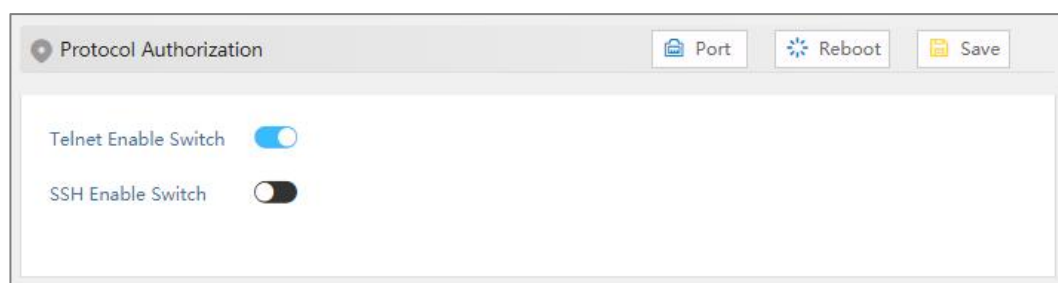 Protocol Authorization Port Reboot Save
Telnet Enable Switch
SSH Enable Switch